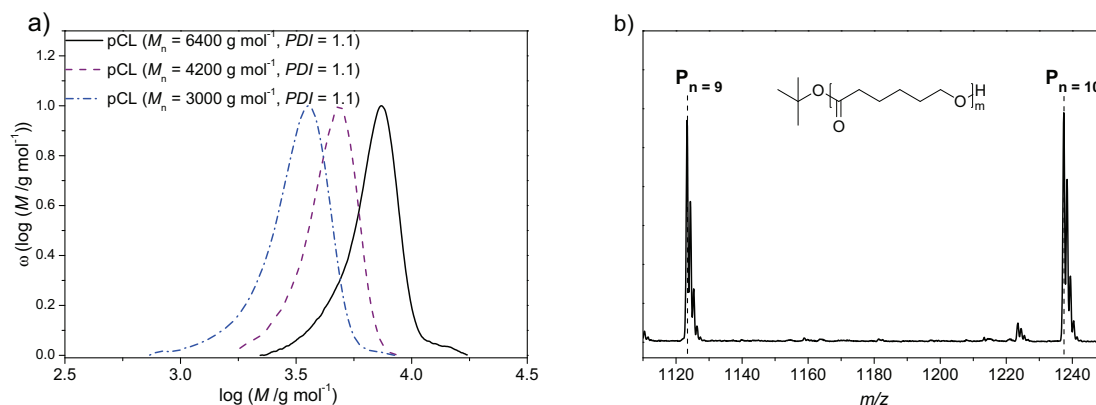 a)
pCL (Mn = 6400 g mol-1, PDI = 1.1)
pCL (Mn = 4200 g mol-1, PDI = 1.1)
pCL (Mn = 3000 g mol-1, PDI = 1.1)
1.2
1.0
0.8
0.6
0.4
0.2
0.0
ω (log (M /g mol-1))
2.5 3.0 3.5 4.0 4.5
log (M /g mol-1)
b)
Pn = 9
Pn = 10
O
O
O
H
m
1120 1140 1160 1180 1200 1220 1240
m/z